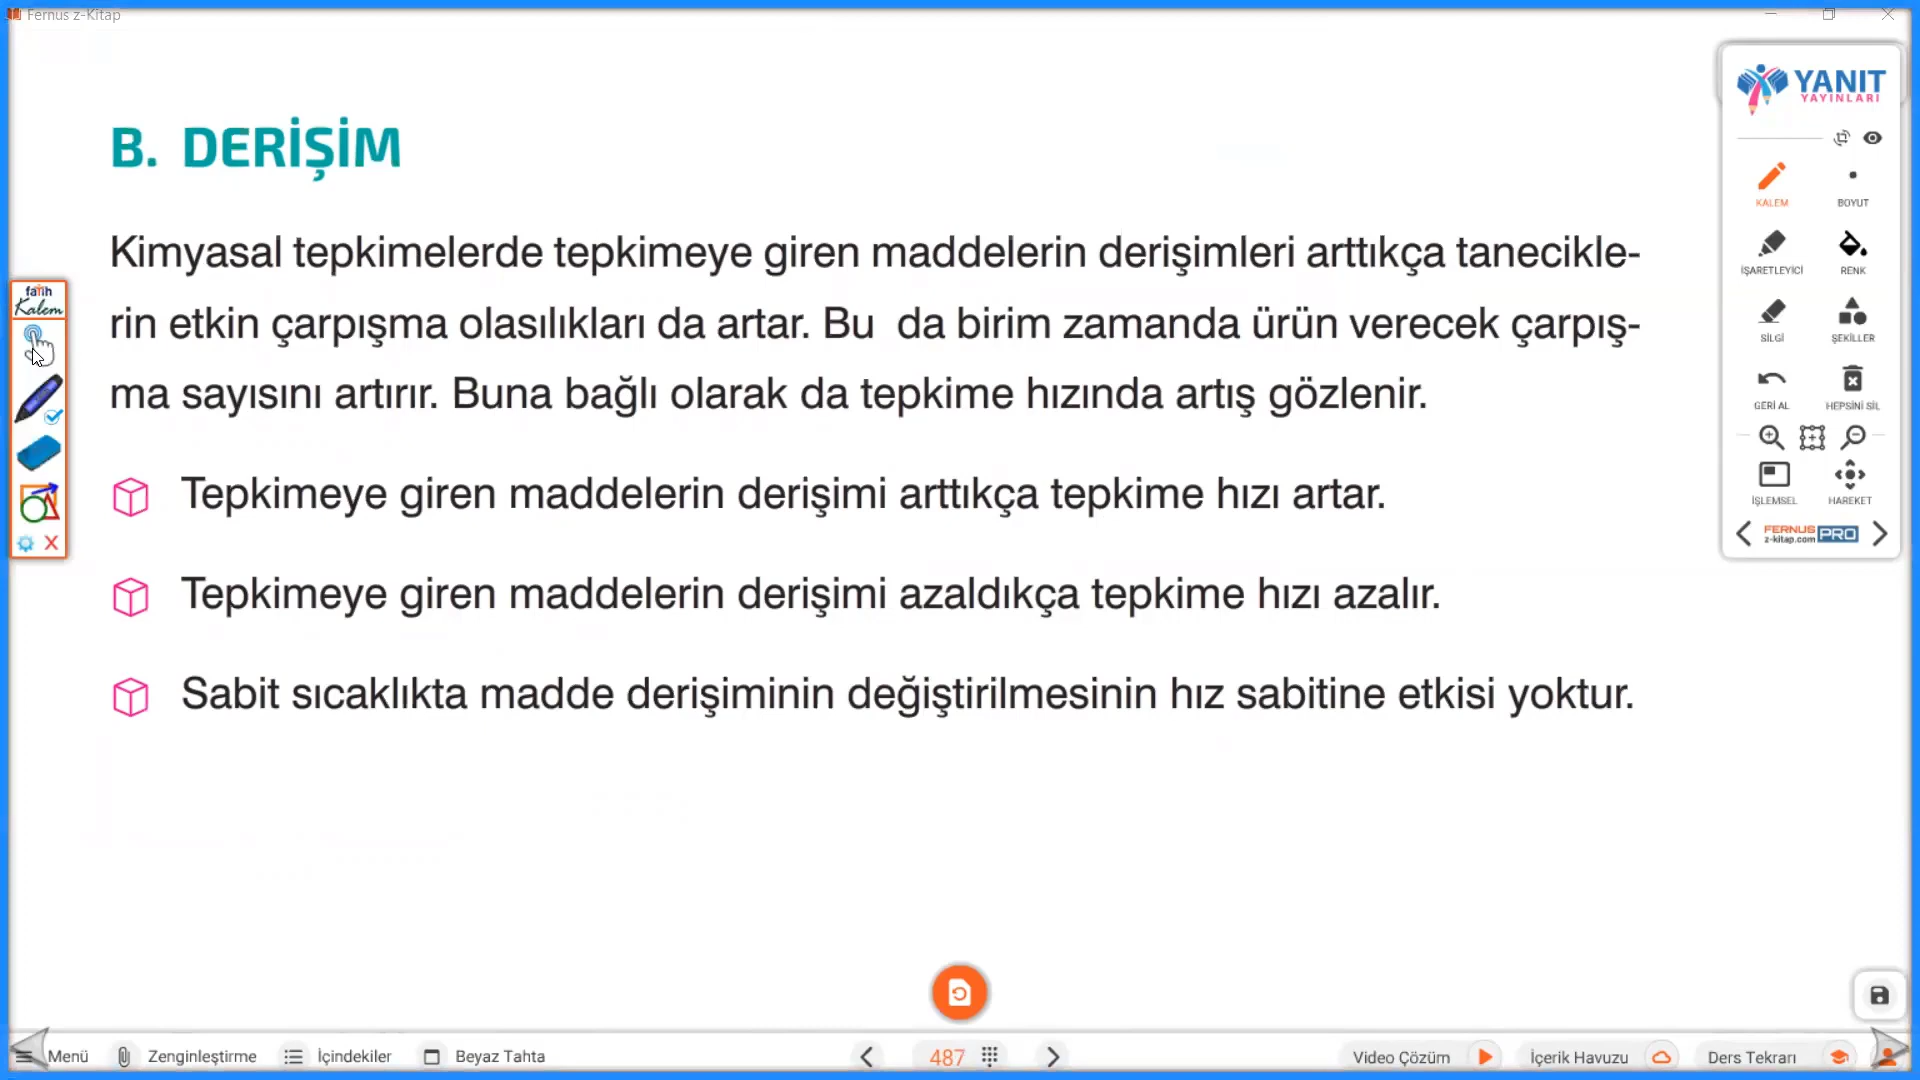 Fernus z-Kitap
YANIT
YAYINLARI
B. DERİŞİM
Kimyasal tepkimelerde tepkimeye giren maddelerin derişimleri arttıkça tanecikle-
rin etkin çarpışma olasılıkları da artar. Bu da birim zamanda ürün verecek çarpış-
ma sayısını artırır. Buna bağlı olarak da tepkime hızında artış gözlenir.
Tepkimeye giren maddelerin derişimi arttıkça tepkime hızı artar.
Tepkimeye giren maddelerin derişimi azaldıkça tepkime hızı azalır.
Sabit sıcaklıkta madde derişiminin değiştirilmesinin hız sabitine etkisi yoktur.
fatih
Kalem
KALEM BOYUT
İŞARETLEYİCİ RENK
SİLGİ ŞEKİLLER
GERİ AL HEPSİNİ SİL
İŞLEMSEL HAREKET
FERNUS
z-kitap.com PRO
Menü Zenginleştirme İçindekiler Beyaz Tahta 487 Video Çözüm İçerik Havuzu Ders Tekrarı